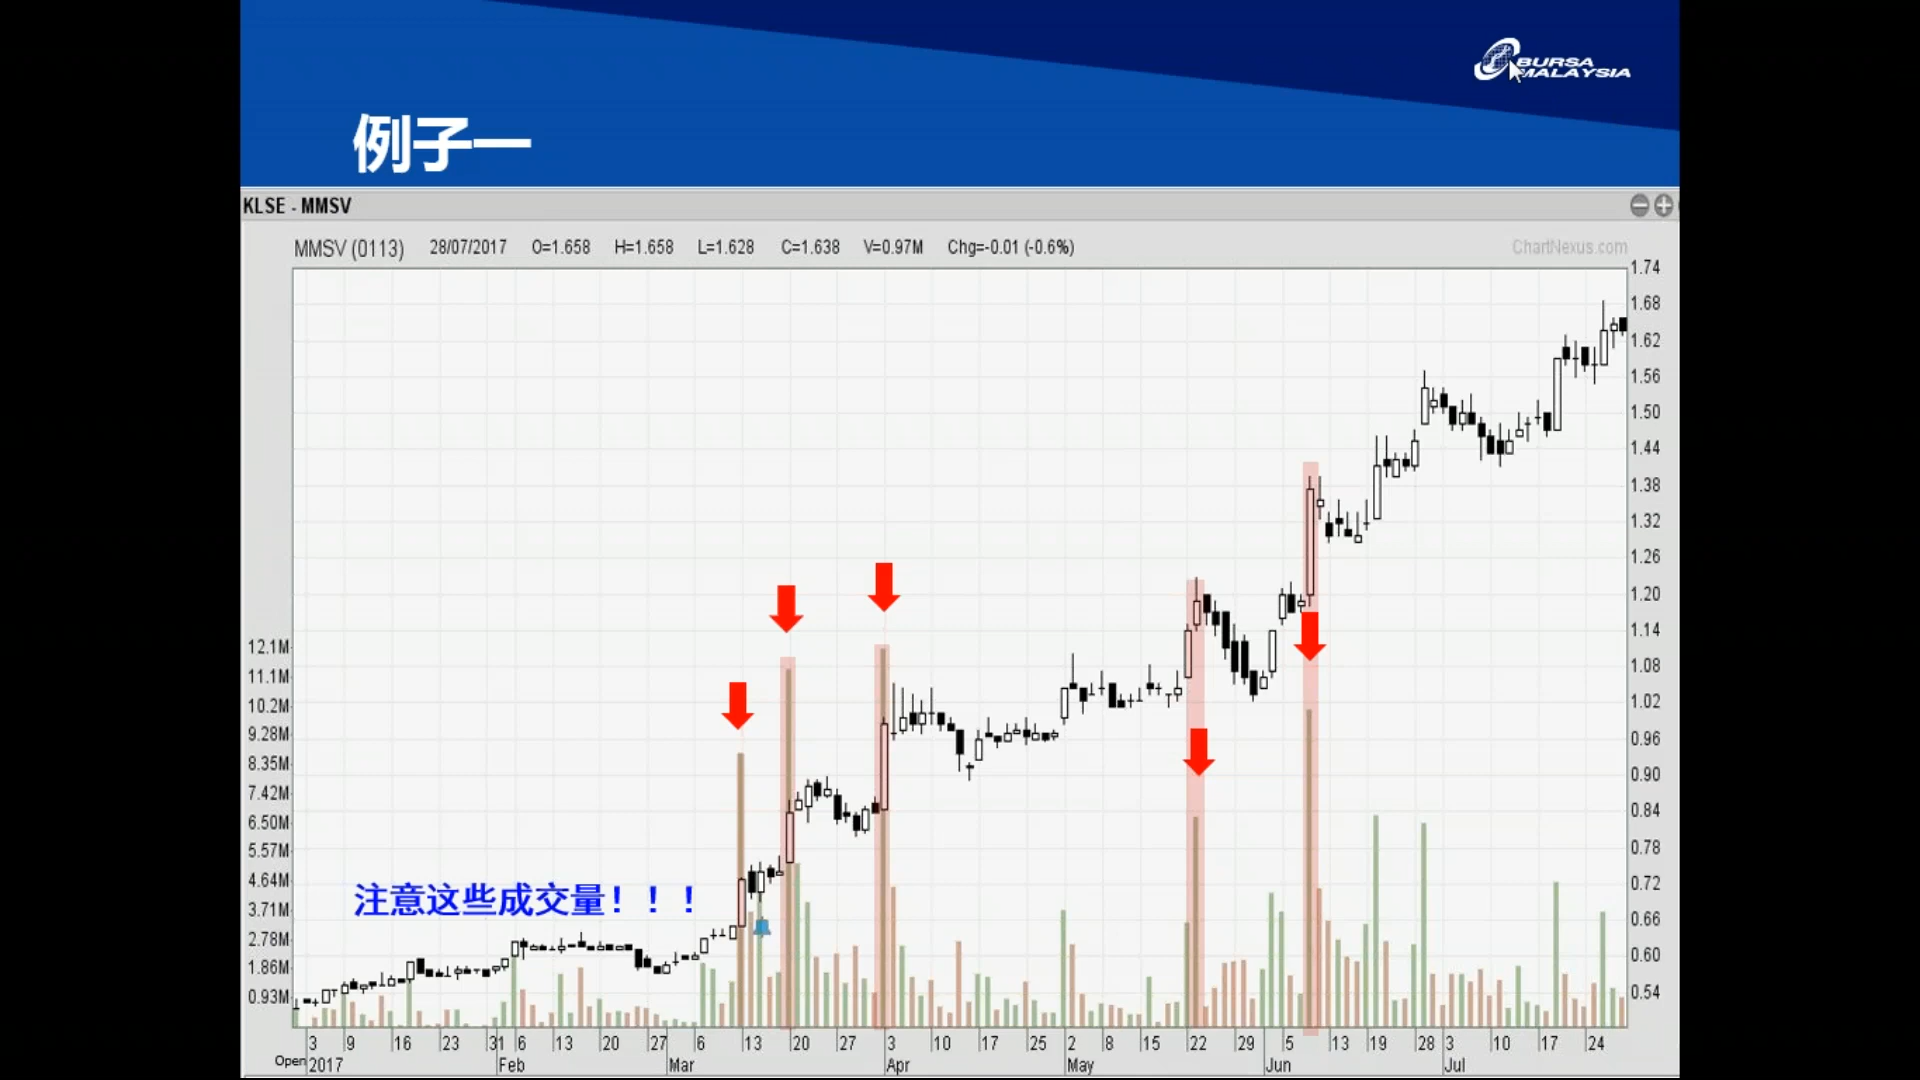 BURSA
MALAYSIA
例子一
KLSE - MMSV
MMSV (0113) 28/07/2017 O=1.658 H=1.658 L=1.628 C=1.638 V=0.97M Chg=-0.01 (-0.6%) ChartNexus.com
1.74
1.68
1.62
1.56
1.50
1.44
1.38
1.32
1.26
1.20
1.14
1.08
1.02
0.96
0.90
0.84
0.78
0.72
0.66
0.60
0.54
12.1M
11.1M
10.2M
9.28M
8.35M
7.42M
6.50M
5.57M
4.64M
3.71M
2.78M
1.86M
0.93M
注意这些成交量！！！
3 9 16 23 31 6 13 20 27 6 13 20 27 3 10 17 25 2 8 15 22 29 5 13 19 28 3 10 17 24
Open 2017 Feb Mar Apr May Jun Jul